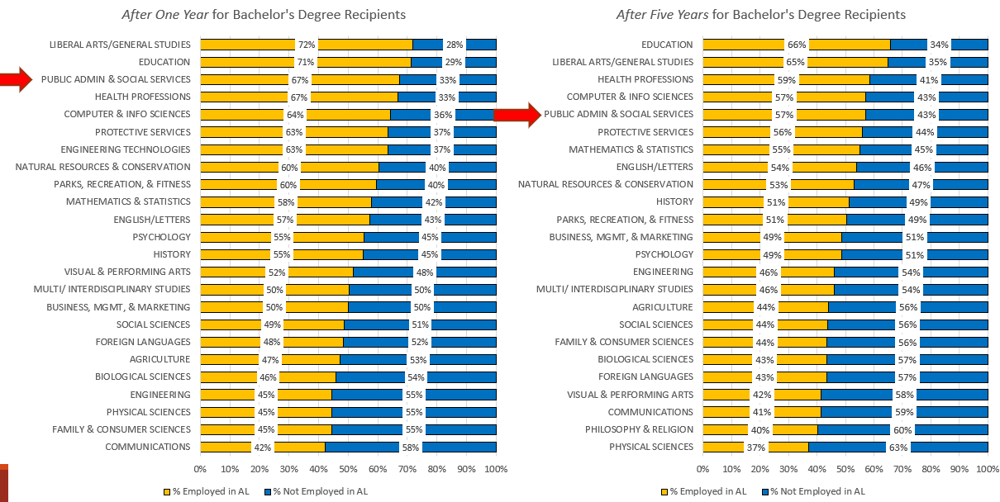 After One Year for Bachelor's Degree Recipients
LIBERAL ARTS/GENERAL STUDIES 72% 28%
EDUCATION 71% 29%
PUBLIC ADMIN & SOCIAL SERVICES 67% 33%
HEALTH PROFESSIONS 67% 33%
COMPUTER & INFO SCIENCES 64% 36%
PROTECTIVE SERVICES 63% 37%
ENGINEERING TECHNOLOGIES 63% 37%
NATURAL RESOURCES & CONSERVATION 60% 40%
PARKS, RECREATION, & FITNESS 60% 40%
MATHEMATICS & STATISTICS 58% 42%
ENGLISH/LETTERS 57% 43%
PSYCHOLOGY 55% 45%
HISTORY 55% 45%
VISUAL & PERFORMING ARTS 52% 48%
MULTI/ INTERDISCIPLINARY STUDIES 50% 50%
BUSINESS, MGMT, & MARKETING 50% 50%
SOCIAL SCIENCES 49% 51%
FOREIGN LANGUAGES 48% 52%
AGRICULTURE 47% 53%
BIOLOGICAL SCIENCES 46% 54%
ENGINEERING 45% 55%
PHYSICAL SCIENCES 45% 55%
FAMILY & CONSUMER SCIENCES 45% 55%
COMMUNICATIONS 42% 58%
0% 10% 20% 30% 40% 50% 60% 70% 80% 90% 100%
% Employed in AL % Not Employed in AL
After Five Years for Bachelor's Degree Recipients
EDUCATION 66% 34%
LIBERAL ARTS/GENERAL STUDIES 65% 35%
HEALTH PROFESSIONS 59% 41%
COMPUTER & INFO SCIENCES 57% 43%
PUBLIC ADMIN & SOCIAL SERVICES 57% 43%
PROTECTIVE SERVICES 56% 44%
MATHEMATICS & STATISTICS 55% 45%
ENGLISH/LETTERS 54% 46%
NATURAL RESOURCES & CONSERVATION 53% 47%
HISTORY 51% 49%
PARKS, RECREATION, & FITNESS 51% 49%
BUSINESS, MGMT, & MARKETING 49% 51%
PSYCHOLOGY 49% 51%
ENGINEERING 46% 54%
MULTI/ INTERDISCIPLINARY STUDIES 46% 54%
AGRICULTURE 44% 56%
SOCIAL SCIENCES 44% 56%
FAMILY & CONSUMER SCIENCES 44% 56%
BIOLOGICAL SCIENCES 43% 57%
FOREIGN LANGUAGES 43% 57%
VISUAL & PERFORMING ARTS 42% 58%
COMMUNICATIONS 41% 59%
PHILOSOPHY & RELIGION 40% 60%
PHYSICAL SCIENCES 37% 63%
0% 10% 20% 30% 40% 50% 60% 70% 80% 90% 100%
% Employed in AL % Not Employed in AL